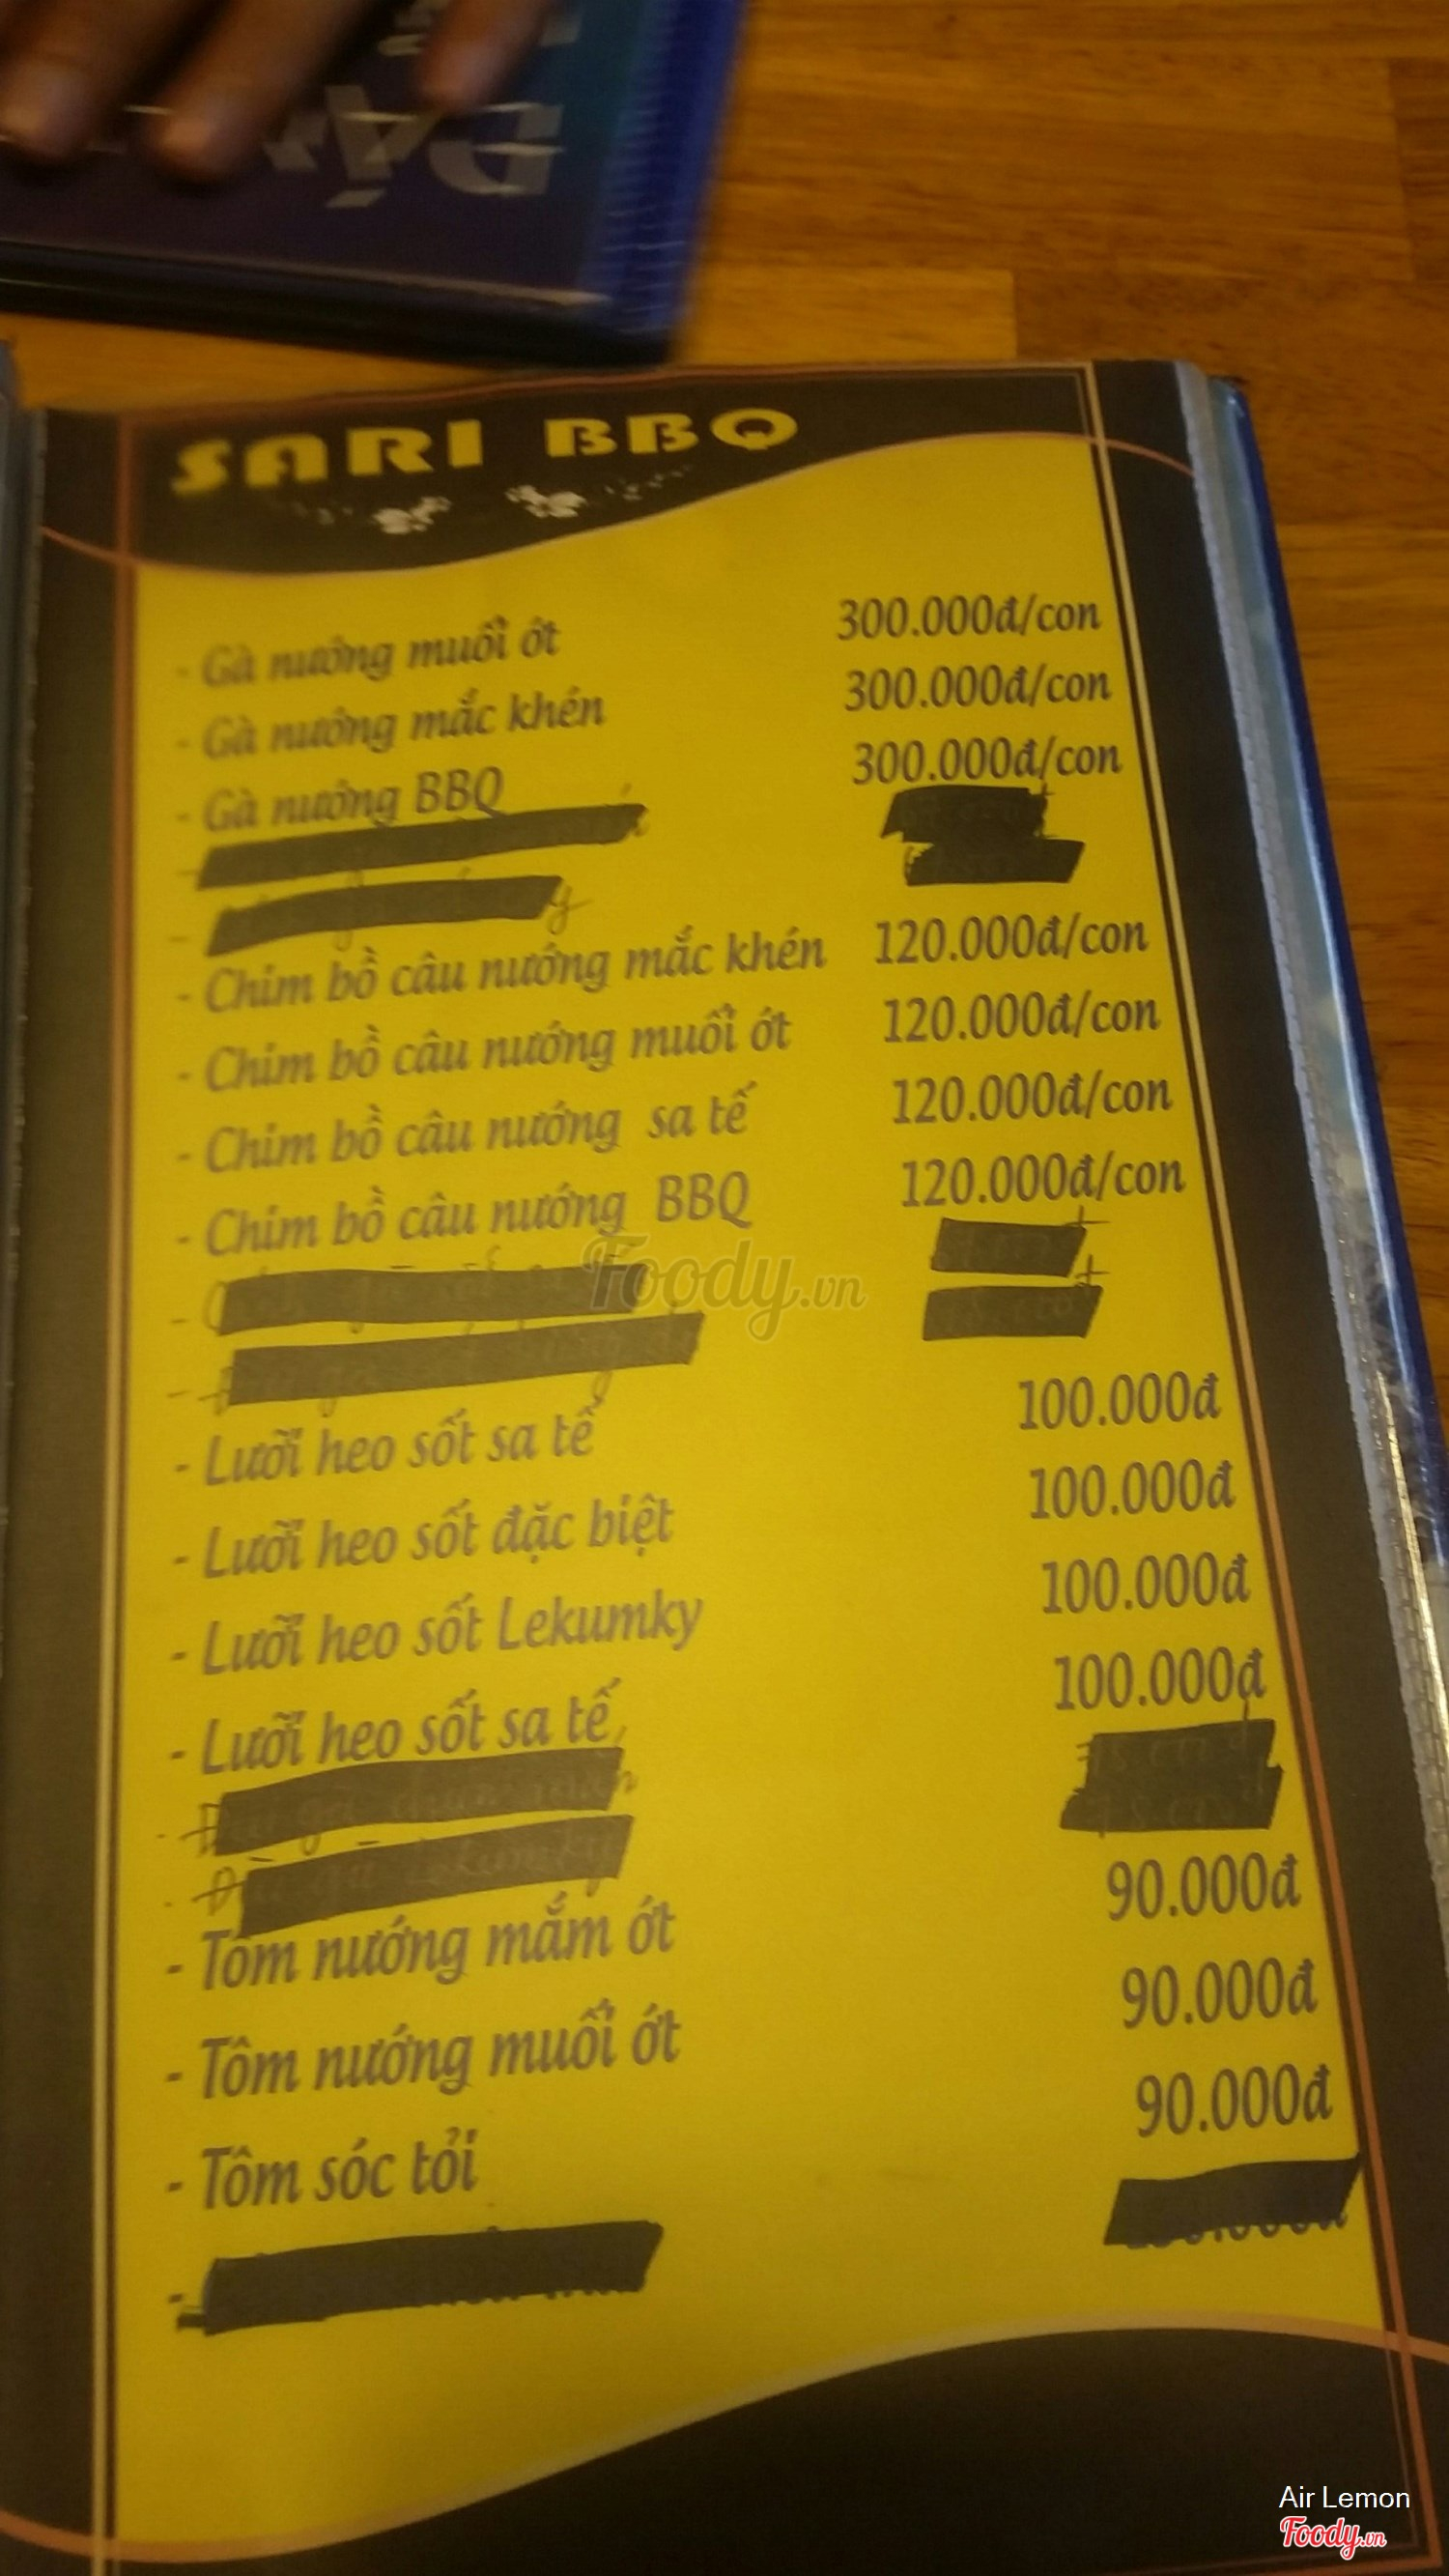 SARI BBQ
- Gà nướng muối ớt 300.000đ/con
- Gà nướng mắc khén 300.000đ/con
- Gà nướng BBQ 300.000đ/con
- Chim bồ câu nướng mắc khén 120.000đ/con
- Chim bồ câu nướng muối ớt 120.000đ/con
- Chim bồ câu nướng sa tế 120.000đ/con
- Chim bồ câu nướng BBQ 120.000đ/con
Foody.vn
- Lưỡi heo sốt sa tế 100.000đ
- Lưỡi heo sốt đặc biệt 100.000đ
- Lưỡi heo sốt Lekumky 100.000đ
- Lưỡi heo sốt sa tế 100.000đ
- Tôm nướng mắm ớt 90.000đ
- Tôm nướng muối ớt 90.000đ
- Tôm sóc tỏi 90.000đ
Air Lemon
Foody.vn